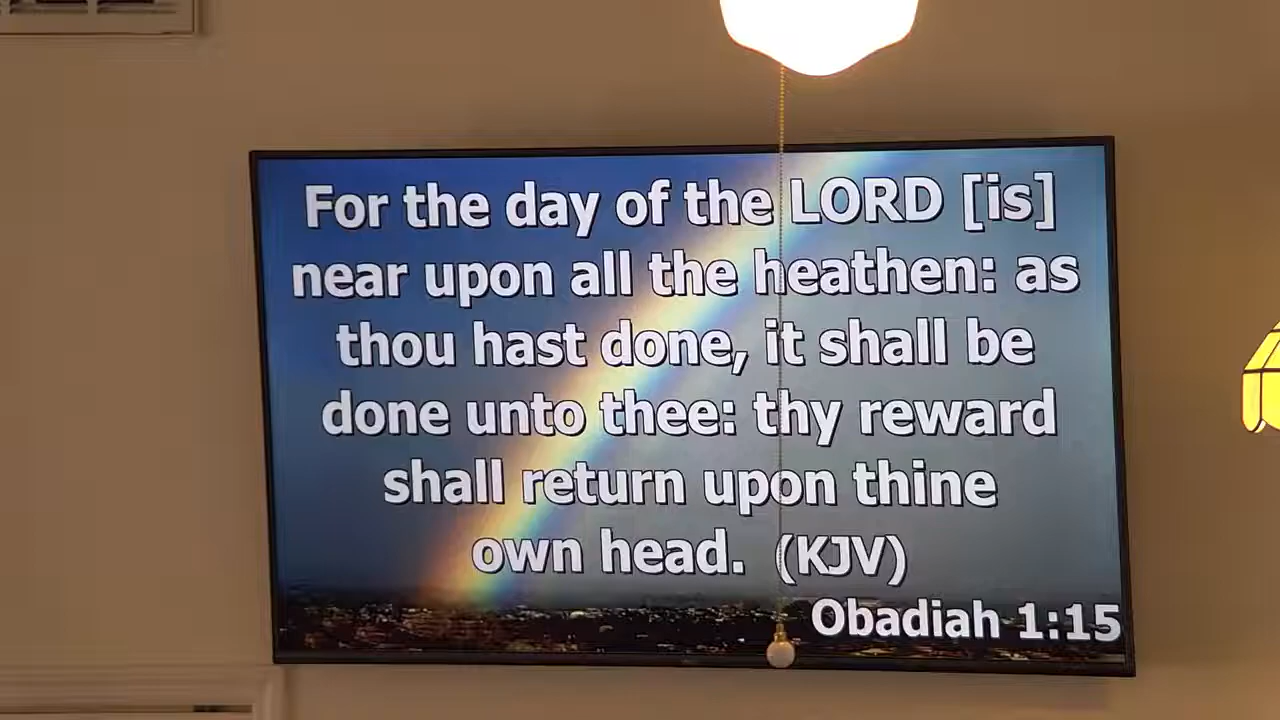 For the day of the LORD [is]
near upon all the heathen: as
thou hast done, it shall be
done unto thee: thy reward
shall return upon thine
own head. (KJV)
Obadiah 1:15